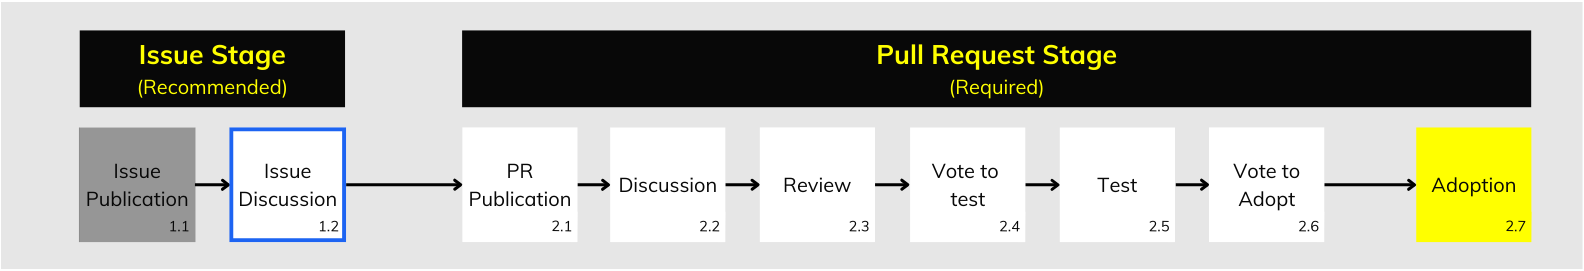 Issue Stage
(Recommended)
Pull Request Stage
(Required)
Issue
Publication
1.1
Issue
Discussion
1.2
PR
Publication
2.1
Discussion
2.2
Review
2.3
Vote to
test
2.4
Test
2.5
Vote to
Adopt
2.6
Adoption
2.7